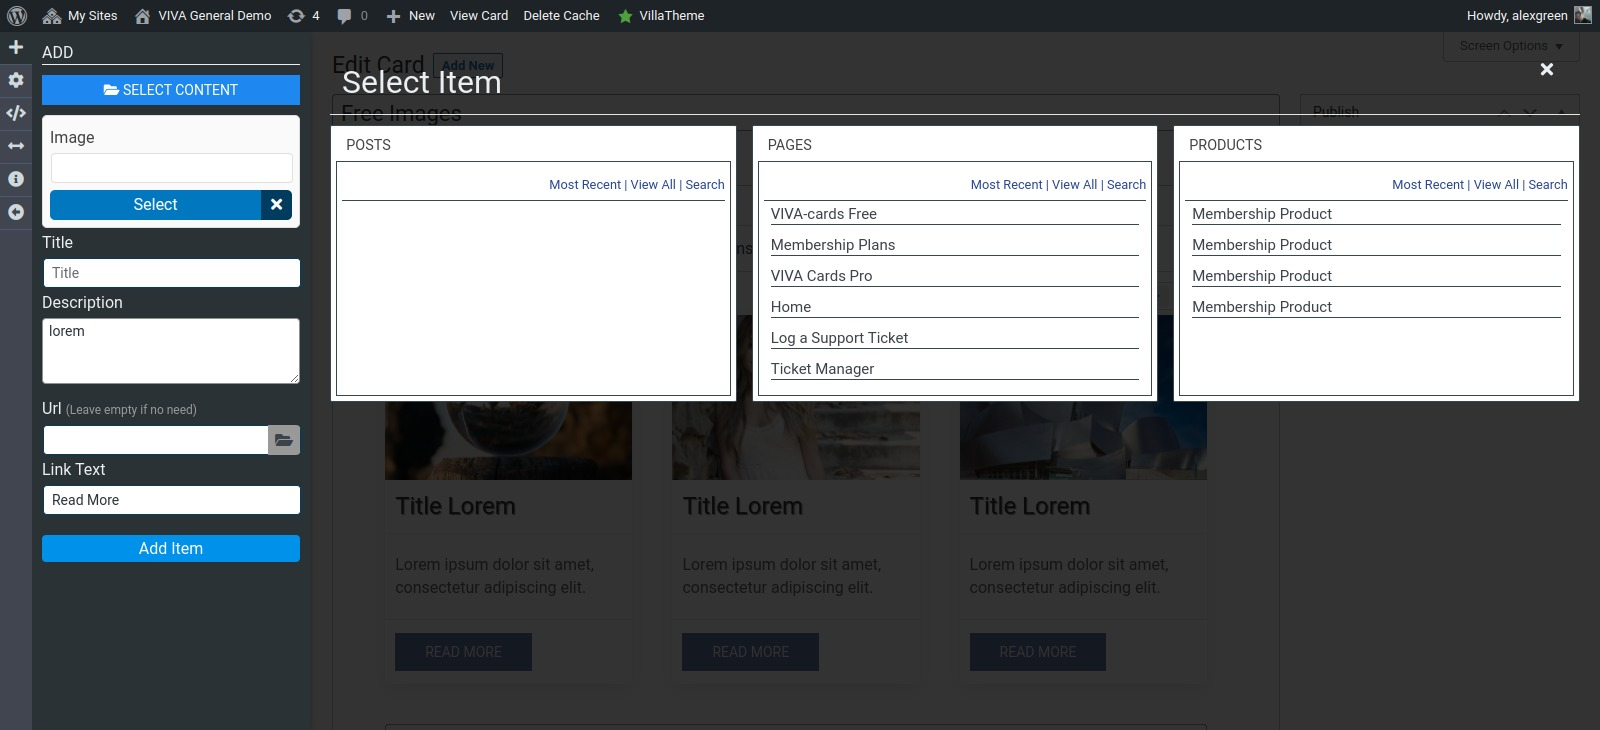 My Sites VIVA General Demo 4 0 New View Card Delete Cache VillaTheme Howdy, alexgreen
ADD
SELECT CONTENT
Image
Select
Title
Title
Description
lorem
Url (Leave empty if no need)
Link Text
Read More
Add Item
Screen Options
Edit Card Add New
Select Item
Free Images
Publish
POSTS
Most Recent | View All | Search
PAGES
Most Recent | View All | Search
VIVA-cards Free
Membership Plans
VIVA Cards Pro
Home
Log a Support Ticket
Ticket Manager
PRODUCTS
Most Recent | View All | Search
Membership Product
Membership Product
Membership Product
Membership Product
Title Lorem
Lorem ipsum dolor sit amet,
consectetur adipiscing elit.
READ MORE
Title Lorem
Lorem ipsum dolor sit amet,
consectetur adipiscing elit.
READ MORE
Title Lorem
Lorem ipsum dolor sit amet,
consectetur adipiscing elit.
READ MORE